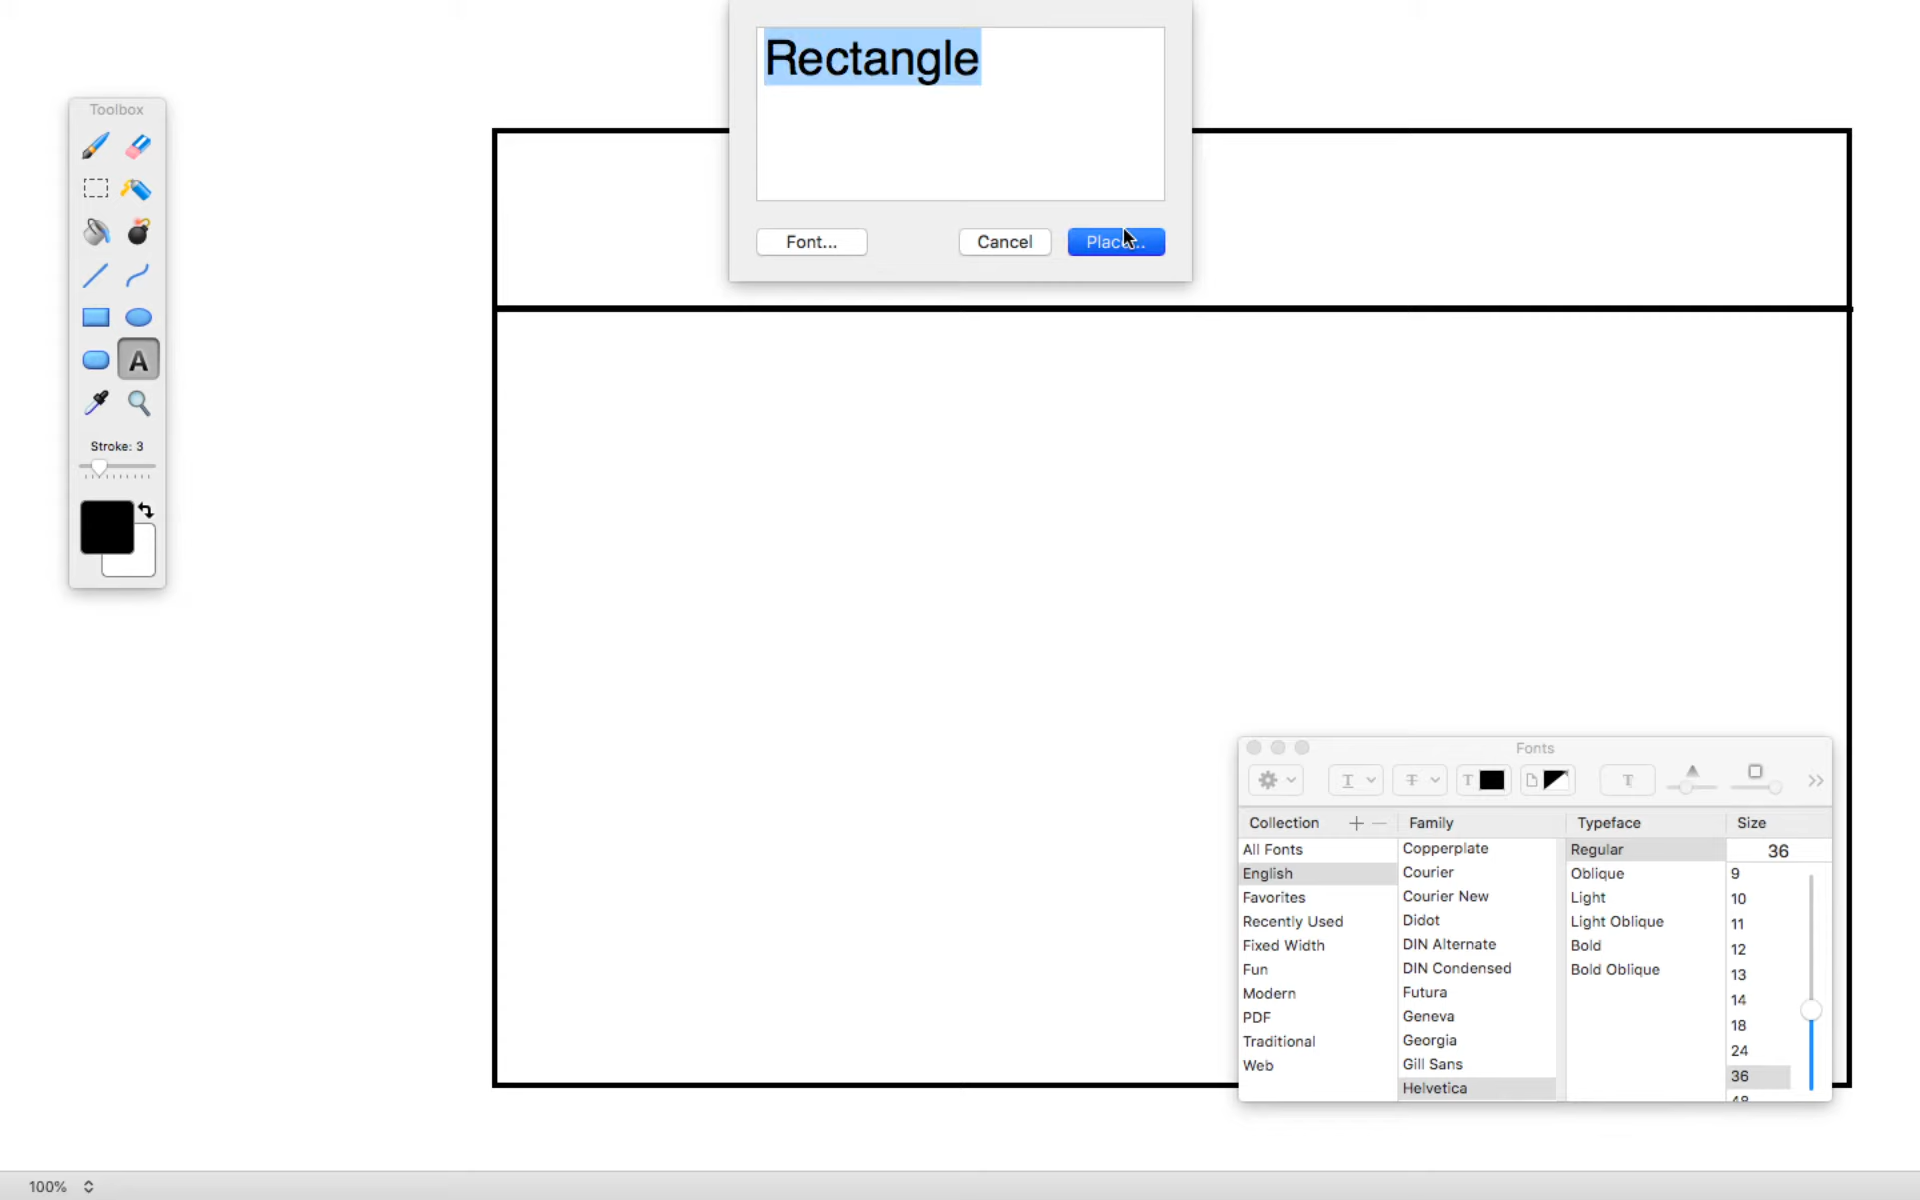 Rectangle
Font...
Cancel
Toolbox
A
Stroke: 3
Fonts
Collection
Family
Typeface
Size
All Fonts
English
Favorites
Recently Used
Fixed Width
Fun
Modern
PDF
Traditional
Web
Copperplate
Courier
Courier New
Didot
DIN Alternate
DIN Condensed
Futura
Geneva
Georgia
Gill Sans
Helvetica
Regular
Oblique
Light
Light Oblique
Bold
Bold Oblique
36
9
10
11
12
13
14
18
24
36
100%